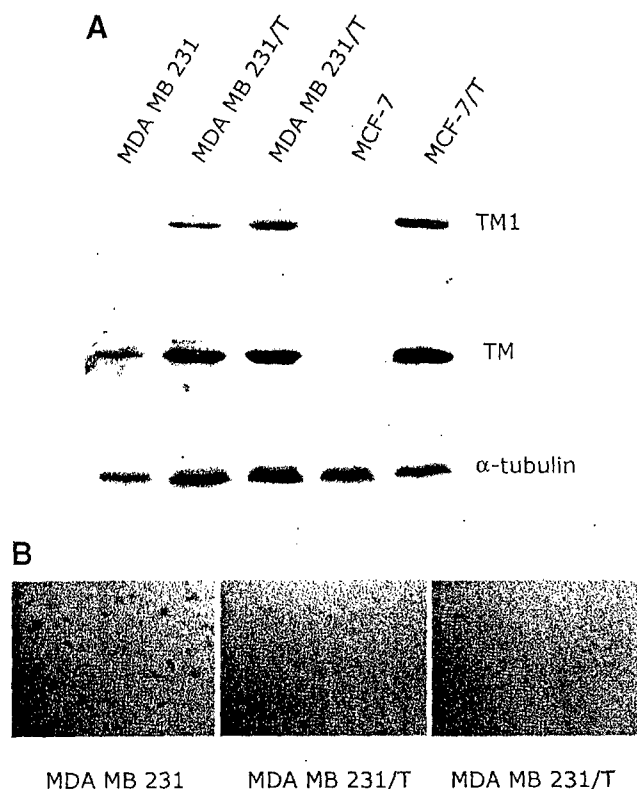 A
MDA MB 231
MDA MB 231/T
MDA MB 231/T
MCF-7
MCF-7/T
TM1
TM
α-tubulin
B
MDA MB 231
MDA MB 231/T
MDA MB 231/T